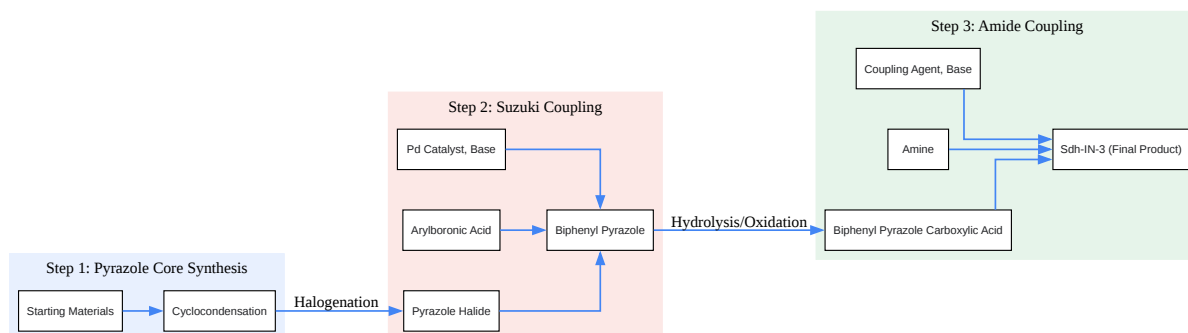 Step 1: Pyrazole Core Synthesis
Starting Materials
Cyclocondensation
Halogenation
Step 2: Suzuki Coupling
Pd Catalyst, Base
Arylboronic Acid
Biphenyl Pyrazole
Pyrazole Halide
Hydrolysis/Oxidation
Step 3: Amide Coupling
Coupling Agent, Base
Amine
Sdh-IN-3 (Final Product)
Biphenyl Pyrazole Carboxylic Acid